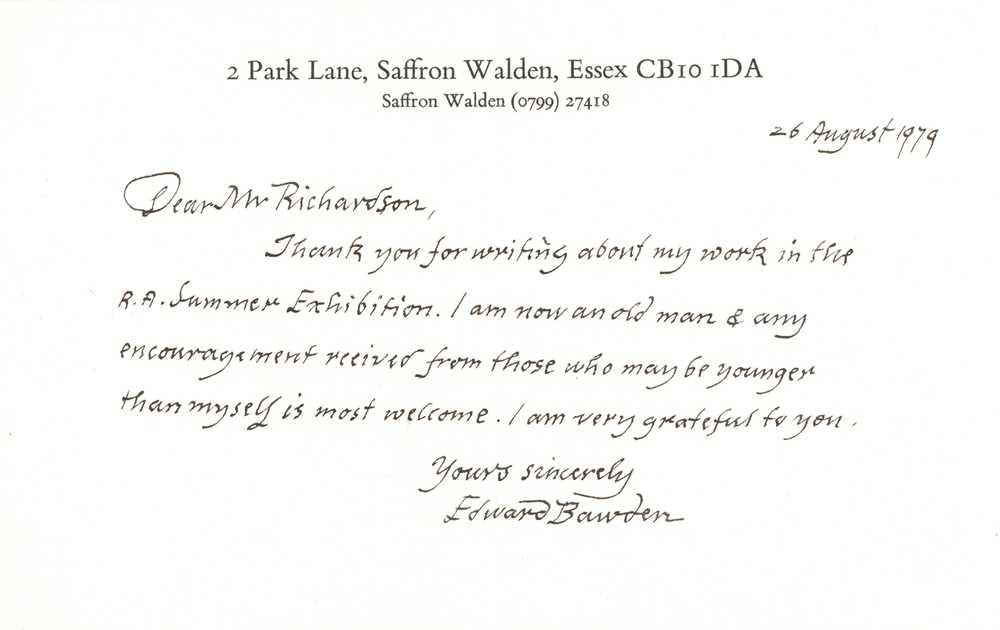 2 Park Lane, Saffron Walden, Essex CB10 1DA
Saffron Walden (0799) 27418
26 August 1979
Dear Mr Richardson,
Thank you for writing about my work in the
R.A. Summer Exhibition. I am now an old man & any
encouragement reeived from those who may be younger
than myself is most welcome. I am very grateful to you.
Yours sincerely
Edward Bawden